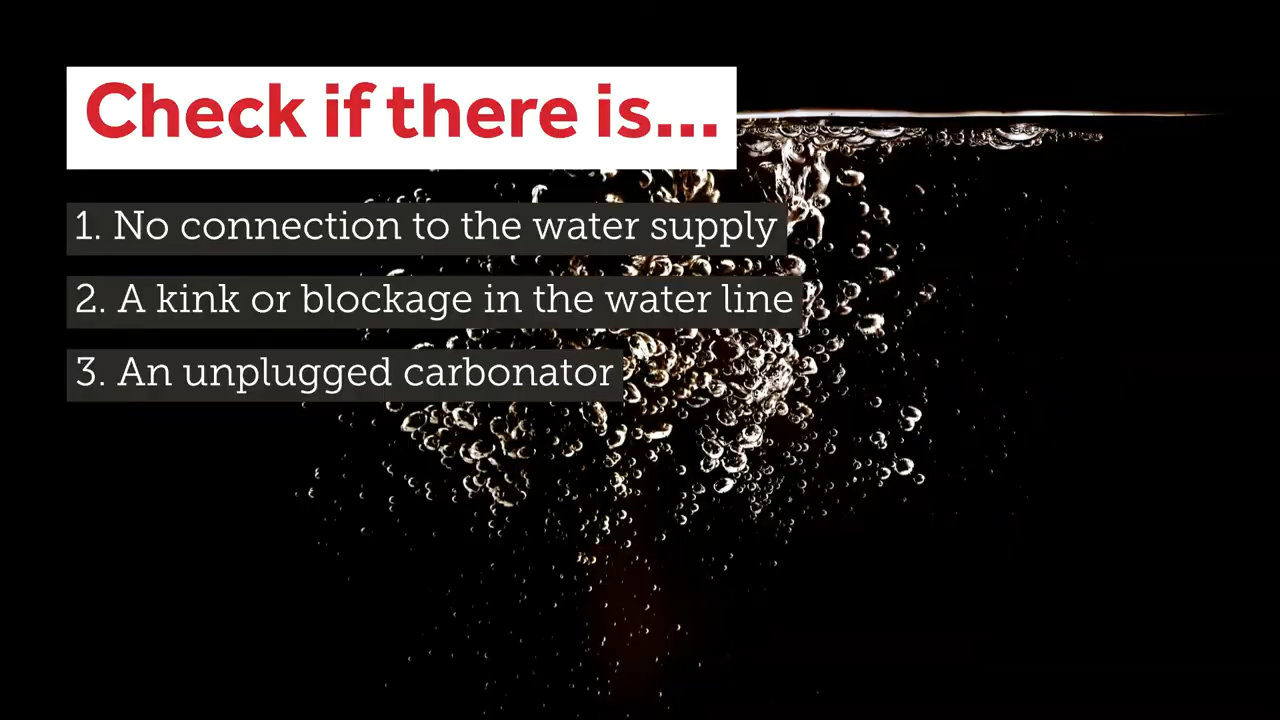 Check if there is...
1. No connection to the water supply
2. A kink or blockage in the water line
3. An unplugged carbonator